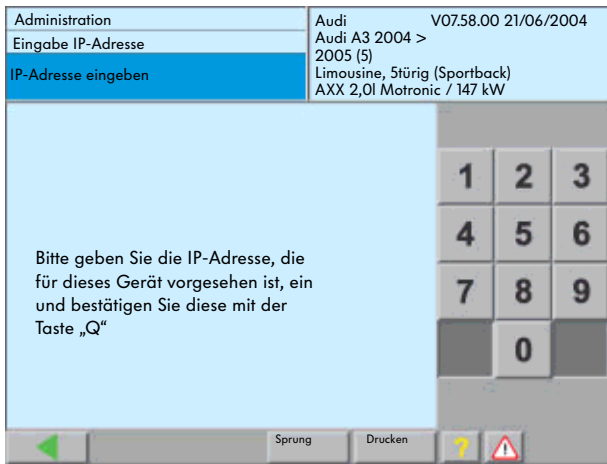 Administration
Eingabe IP-Adresse
IP-Adresse eingeben
Audi V07.58.00 21/06/2004
Audi A3 2004 >
2005 (5)
Limousine, 5türig (Sportback)
AXX 2,0l Motronic / 147 kW
Bitte geben Sie die IP-Adresse, die
für dieses Gerät vorgesehen ist, ein
und bestätigen Sie diese mit der
Taste „Q“
1 2 3
4 5 6
7 8 9
0
Sprung Drucken ?